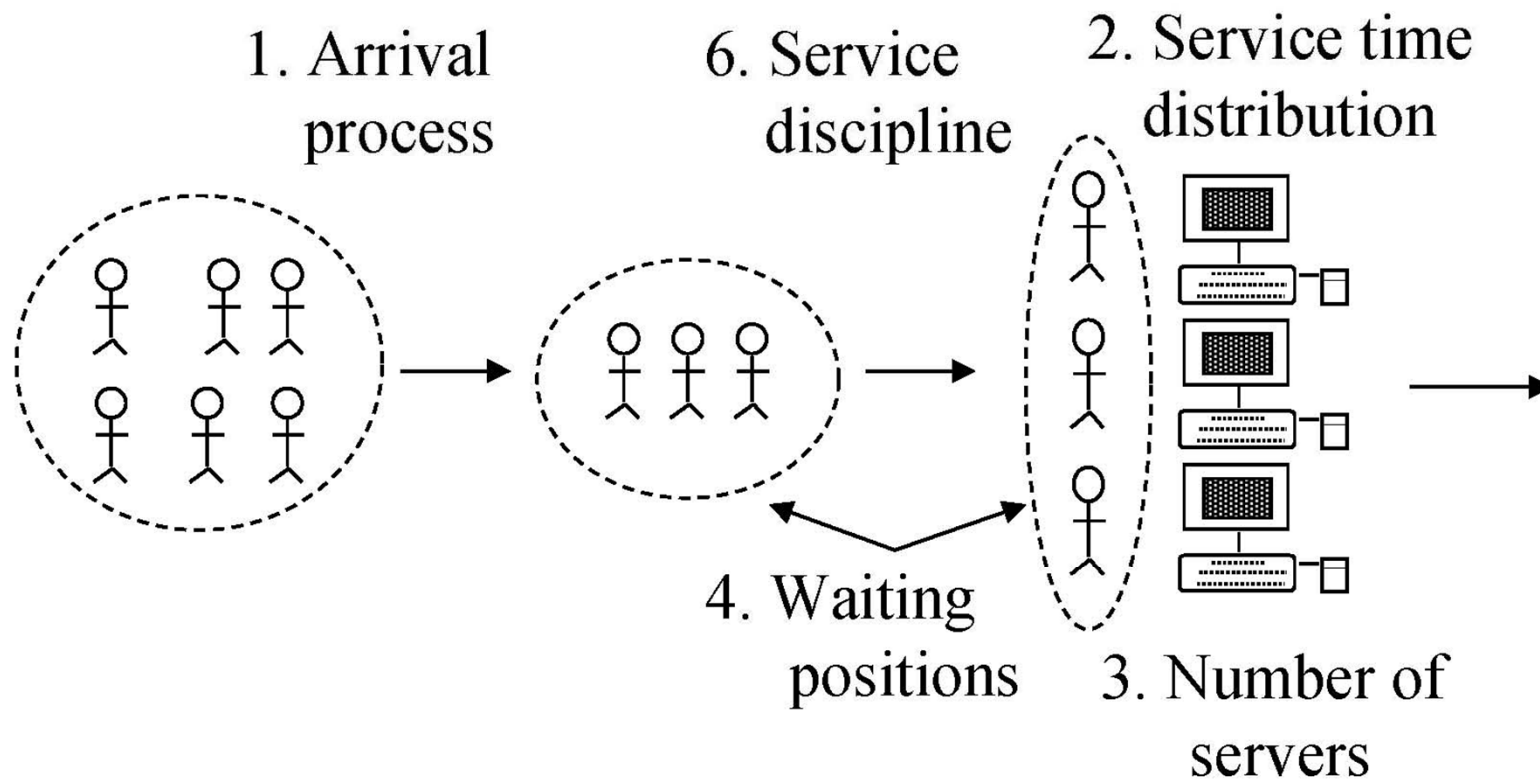 1. Arrival
process
6. Service
discipline
2. Service time
distribution
4. Waiting
positions
3. Number of
servers